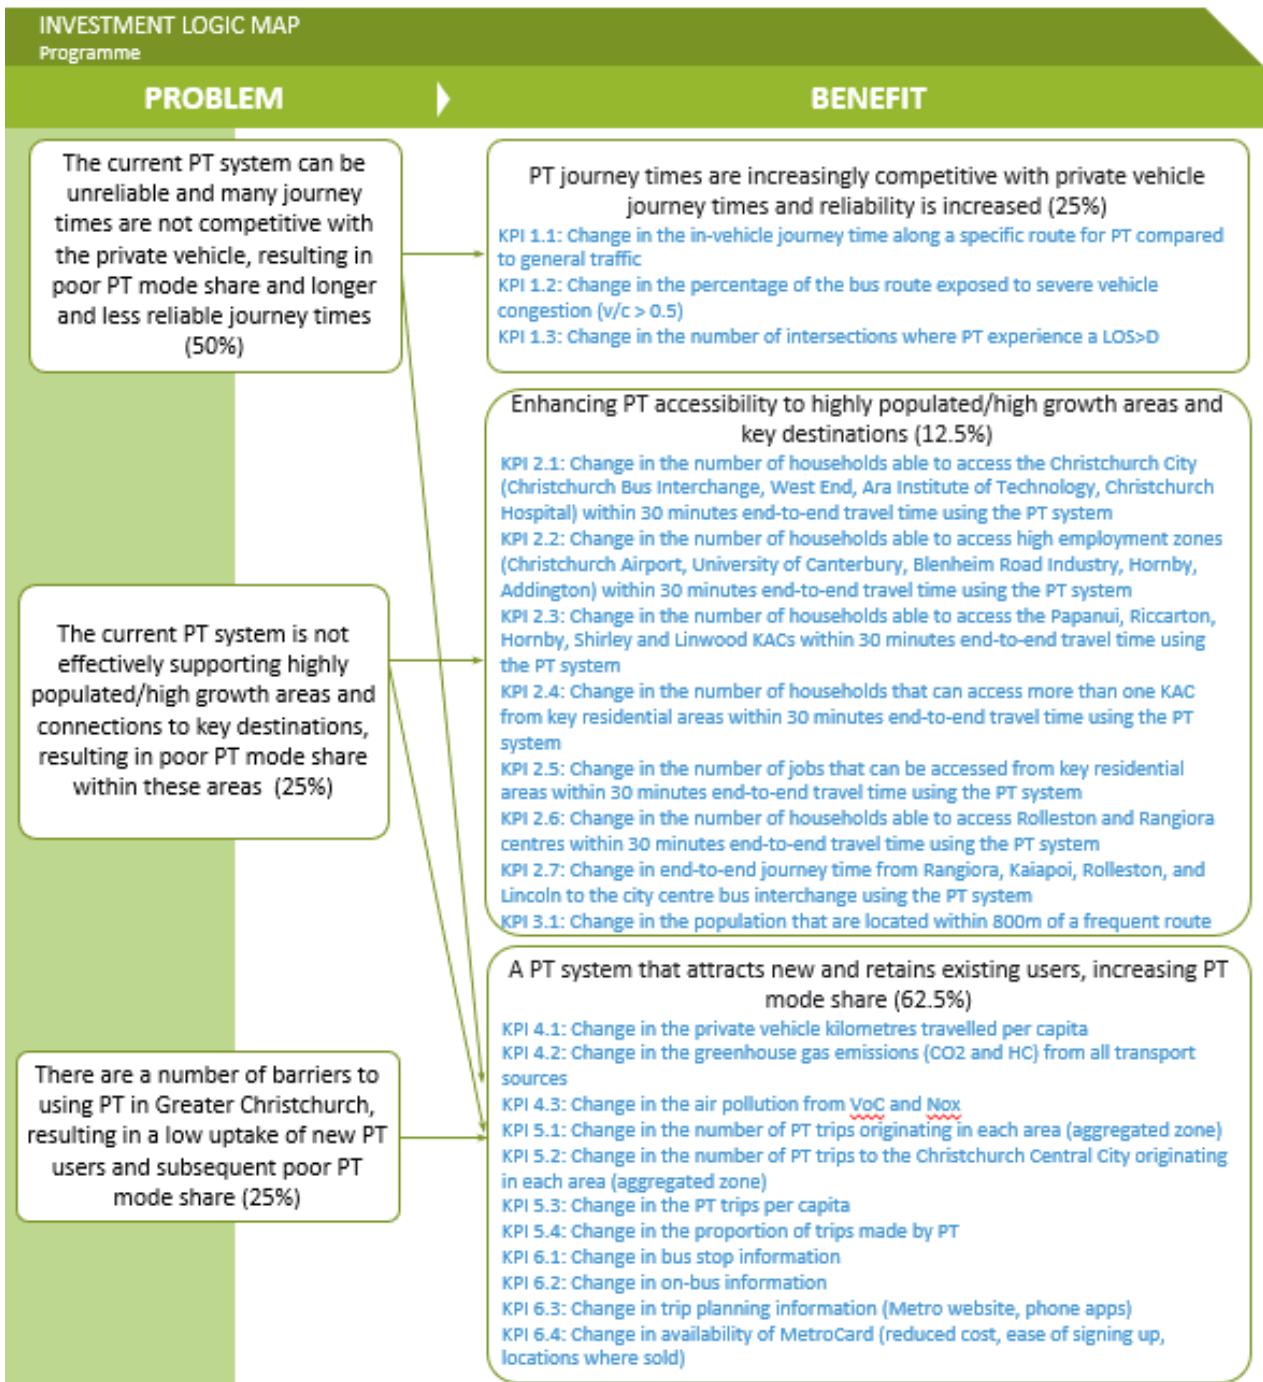 INVESTMENT LOGIC MAP
Programme
PROBLEM
BENEFIT
The current PT system can be
unreliable and many journey
times are not competitive with
the private vehicle, resulting in
poor PT mode share and longer
and less reliable journey times
(50%)
PT journey times are increasingly competitive with private vehicle
journey times and reliability is increased (25%)
KPI 1.1: Change in the in-vehicle journey time along a specific route for PT compared
to general traffic
KPI 1.2: Change in the percentage of the bus route exposed to severe vehicle
congestion (v/c > 0.5)
KPI 1.3: Change in the number of intersections where PT experience a LOS>D
The current PT system is not
effectively supporting highly
populated/high growth areas and
connections to key destinations,
resulting in poor PT mode share
within these areas (25%)
Enhancing PT accessibility to highly populated/high growth areas and
key destinations (12.5%)
KPI 2.1: Change in the number of households able to access the Christchurch City
(Christchurch Bus Interchange, West End, Ara Institute of Technology, Christchurch
Hospital) within 30 minutes end-to-end travel time using the PT system
KPI 2.2: Change in the number of households able to access high employment zones
(Christchurch Airport, University of Canterbury, Blenheim Road Industry, Hornby,
Addington) within 30 minutes end-to-end travel time using the PT system
KPI 2.3: Change in the number of households able to access the Papanui, Riccarton,
Hornby, Shirley and Linwood KACs within 30 minutes end-to-end travel time using
the PT system
KPI 2.4: Change in the number of households that can access more than one KAC
from key residential areas within 30 minutes end-to-end travel time using the PT
system
KPI 2.5: Change in the number of jobs that can be accessed from key residential
areas within 30 minutes end-to-end travel time using the PT system
KPI 2.6: Change in the number of households able to access Rolleston and Rangiora
centres within 30 minutes end-to-end travel time using the PT system
KPI 2.7: Change in end-to-end journey time from Rangiora, Kaiapoi, Rolleston, and
Lincoln to the city centre bus interchange using the PT system
KPI 3.1: Change in the population that are located within 800m of a frequent route
There are a number of barriers to
using PT in Greater Christchurch,
resulting in a low uptake of new PT
users and subsequent poor PT
mode share (25%)
A PT system that attracts new and retains existing users, increasing PT
mode share (62.5%)
KPI 4.1: Change in the private vehicle kilometres travelled per capita
KPI 4.2: Change in the greenhouse gas emissions (CO2 and HC) from all transport
sources
KPI 4.3: Change in the air pollution from VoC and Nox
KPI 5.1: Change in the number of PT trips originating in each area (aggregated zone)
KPI 5.2: Change in the number of PT trips to the Christchurch Central City originating
in each area (aggregated zone)
KPI 5.3: Change in the PT trips per capita
KPI 5.4: Change in the proportion of trips made by PT
KPI 6.1: Change in bus stop information
KPI 6.2: Change in on-bus information
KPI 6.3: Change in trip planning information (Metro website, phone apps)
KPI 6.4: Change in availability of MetroCard (reduced cost, ease of signing up,
locations where sold)